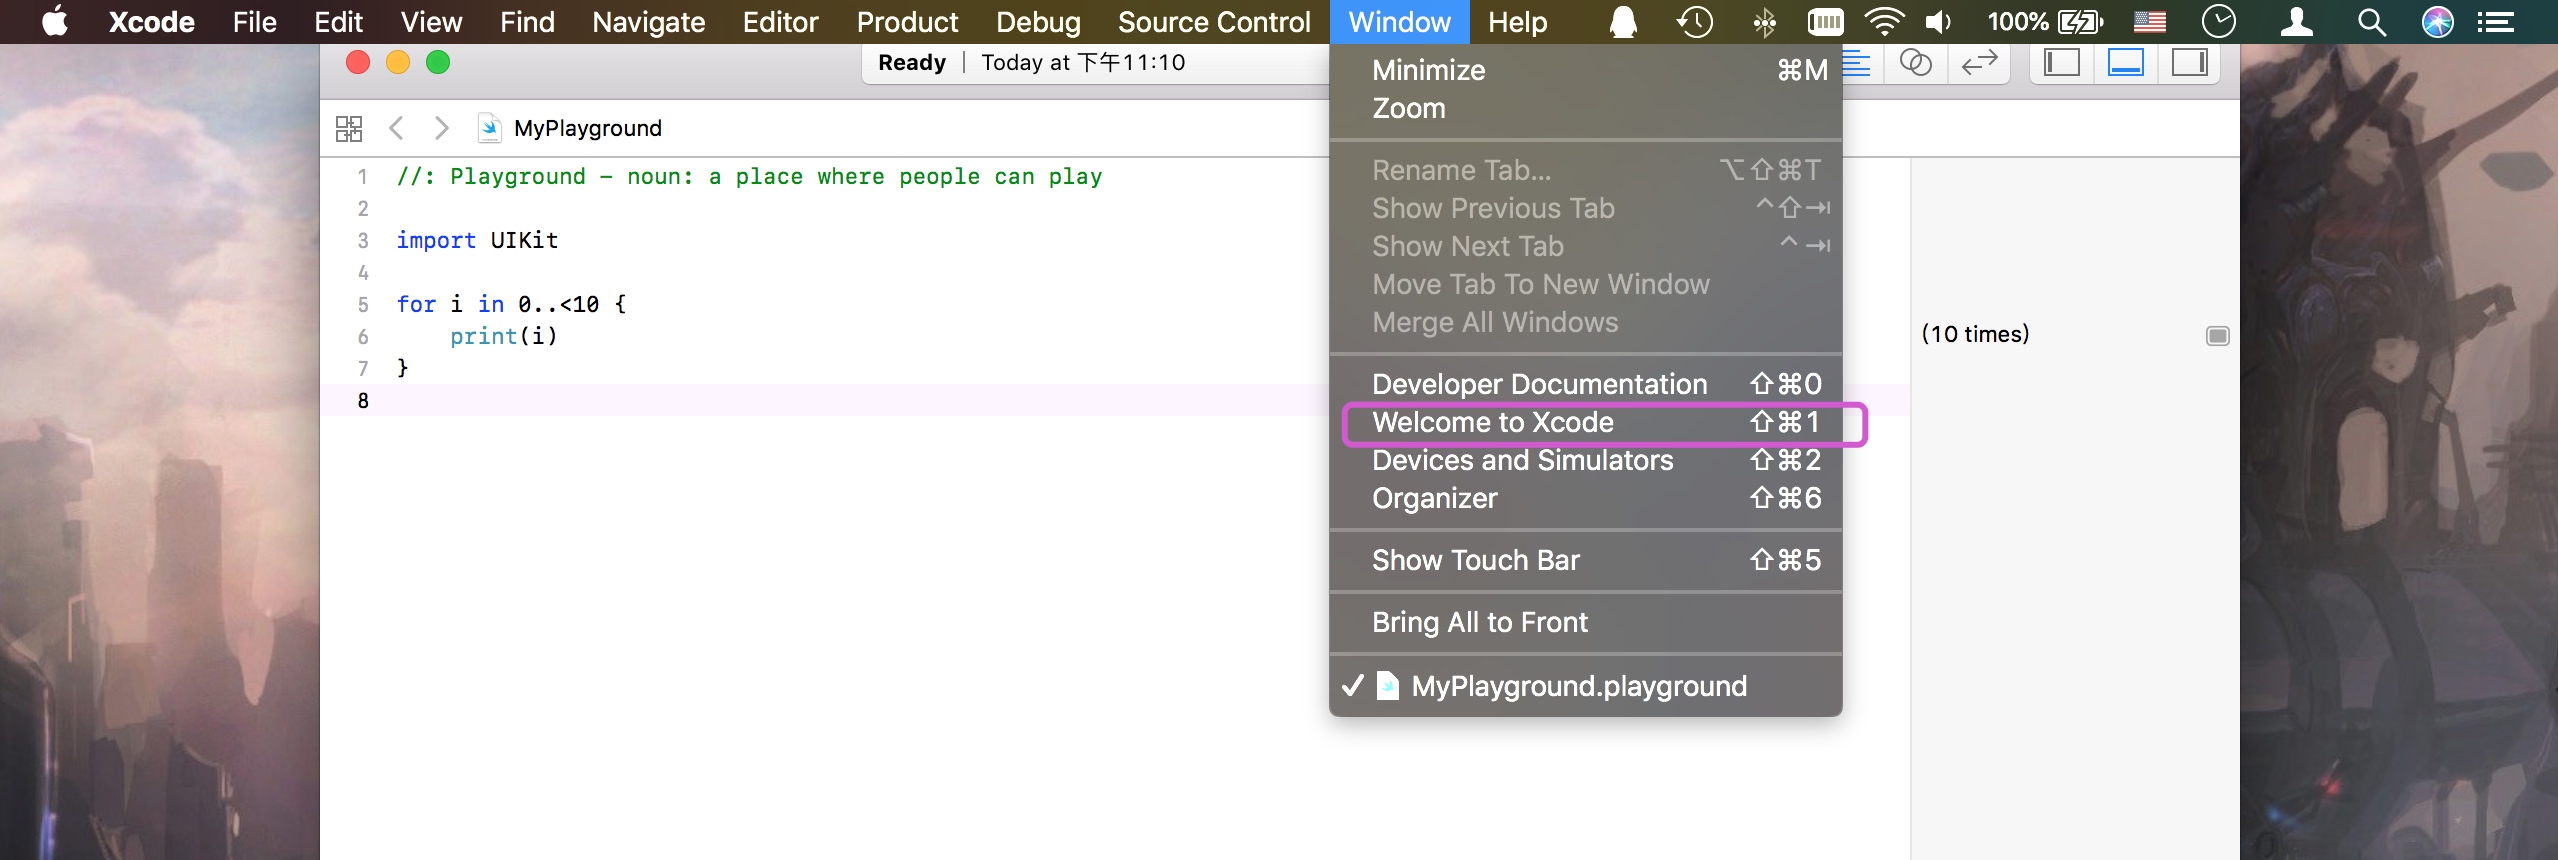 Xcode File Edit View Find Navigate Editor Product Debug Source Control Window Help 100%
Ready | Today at 下午11:10
MyPlayground
1 //: Playground - noun: a place where people can play
2
3 import UIKit
4
5 for i in 0..<10 {
6 print(i)
7 }
8
(10 times)
Minimize ⌘M
Zoom
Rename Tab... ⌥⇧⌘T
Show Previous Tab ^⇧⇥
Show Next Tab ^⇥
Move Tab To New Window
Merge All Windows
Developer Documentation ⇧⌘0
Welcome to Xcode ⇧⌘1
Devices and Simulators ⇧⌘2
Organizer ⇧⌘6
Show Touch Bar ⇧⌘5
Bring All to Front
✓ MyPlayground.playground